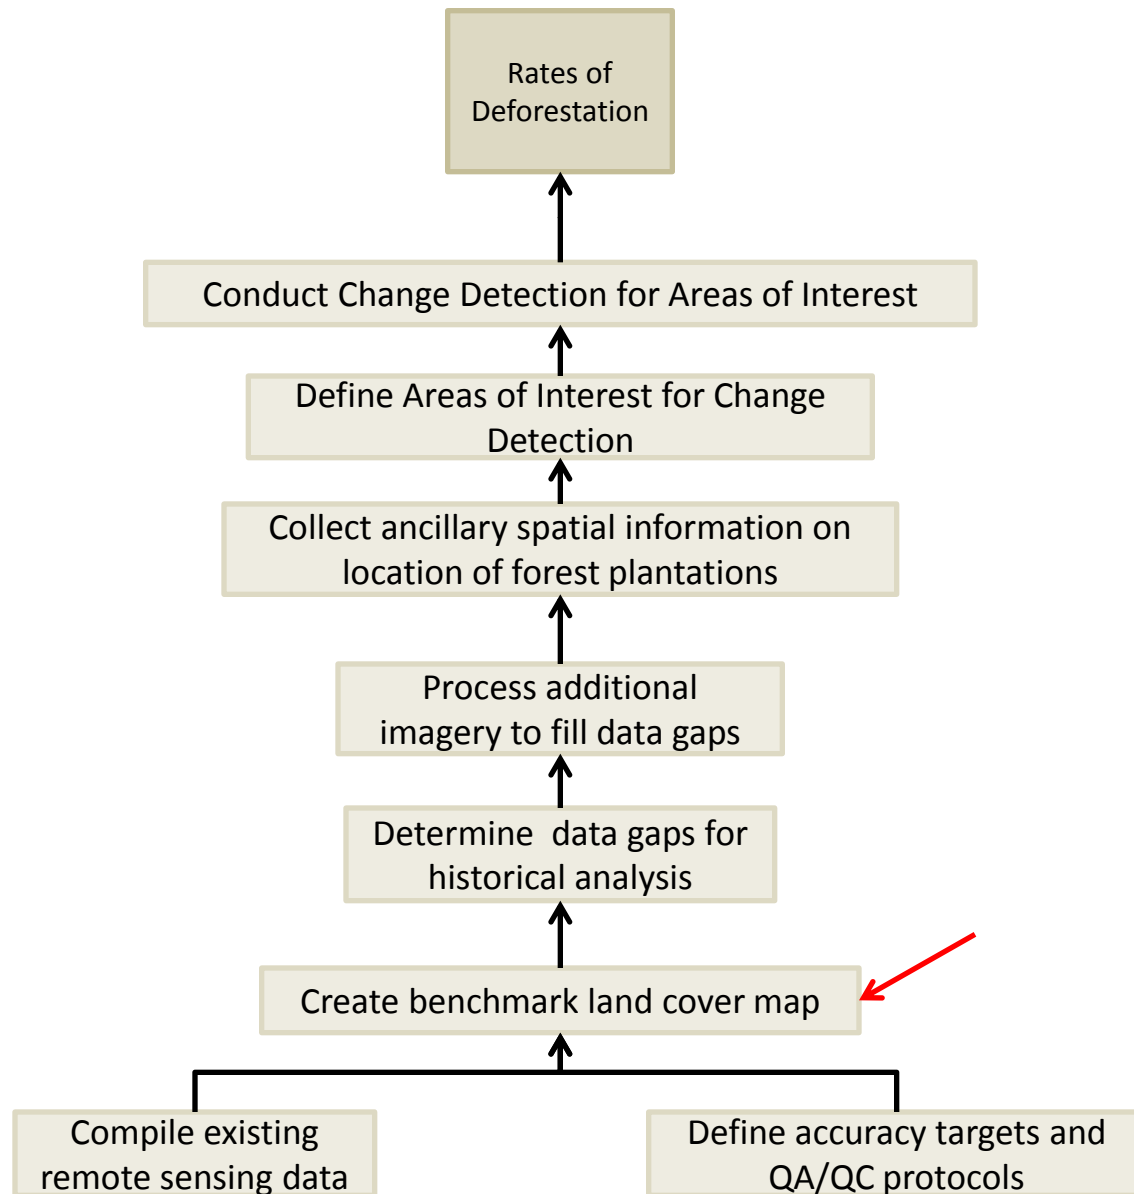 Rates of
Deforestation
Conduct Change Detection for Areas of Interest
Define Areas of Interest for Change
Detection
Collect ancillary spatial information on
location of forest plantations
Process additional
imagery to fill data gaps
Determine  data gaps for
historical analysis
Create benchmark land cover map
Compile existing
remote sensing data
Define accuracy targets and
QA/QC protocols